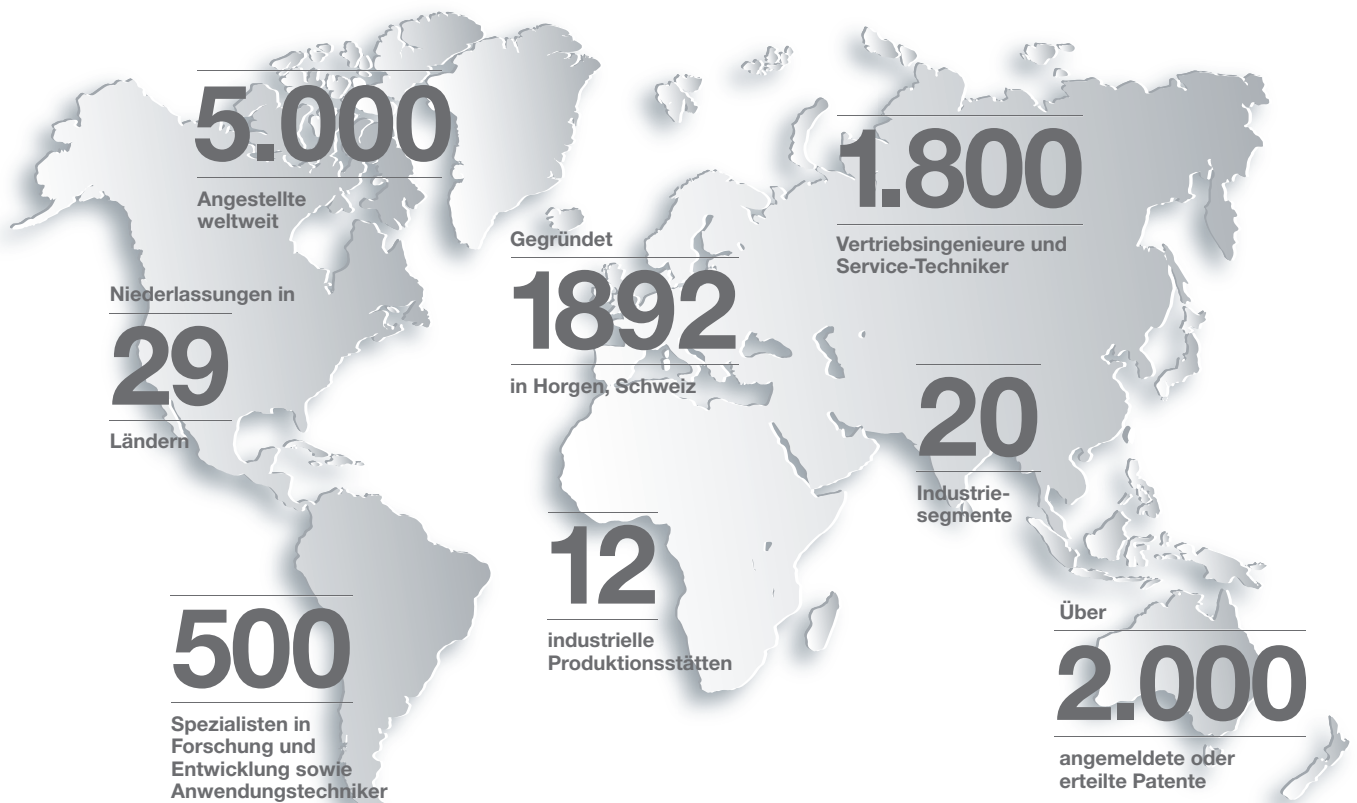 5.000
Angestellte
weltweit
1.800
Vertriebsingenieure und
Service-Techniker
Gegründet
1892
in Horgen, Schweiz
Niederlassungen in
29
Ländern
20
Industrie-
segmente
12
industrielle
Produktionsstätten
500
Spezialisten in
Forschung und
Entwicklung sowie
Anwendungstechniker
Über
2.000
angemeldete oder
erteilte Patente